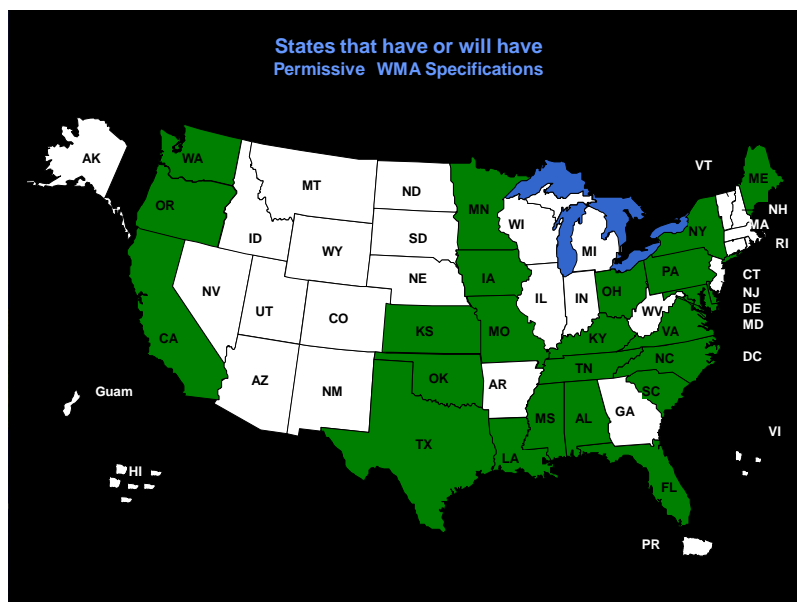 States that have or will have
Permissive WMA Specifications
AK
WA
VT
ME
MT
ND
MN
OR
NH
WI
MA
NY
ID
SD
RI
MI
WY
PA
CT
NE
IA
NJ
OH
NV
IL
IN
DE
UT
WV
CO
MD
VA
KS
MO
KY
CA
DC
NC
TN
OK
AZ
AR
NM
SC
Guam
GA
MS
AL
VI
TX
LA
HI
FL
PR